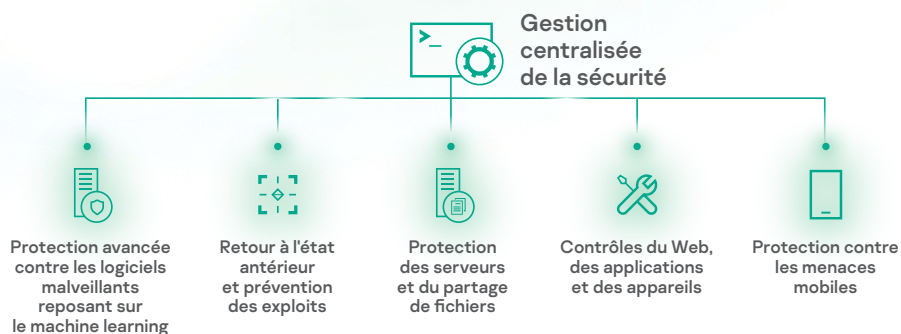 Gestion
centralisée
de la sécurité
Protection avancée
contre les logiciels
malveillants
reposant sur
le machine learning
Retour à l'état
antérieur
et prévention
des exploits
Protection
des serveurs
et du partage
de fichiers
Contrôles du Web,
des applications
et des appareils
Protection contre
les menaces
mobiles